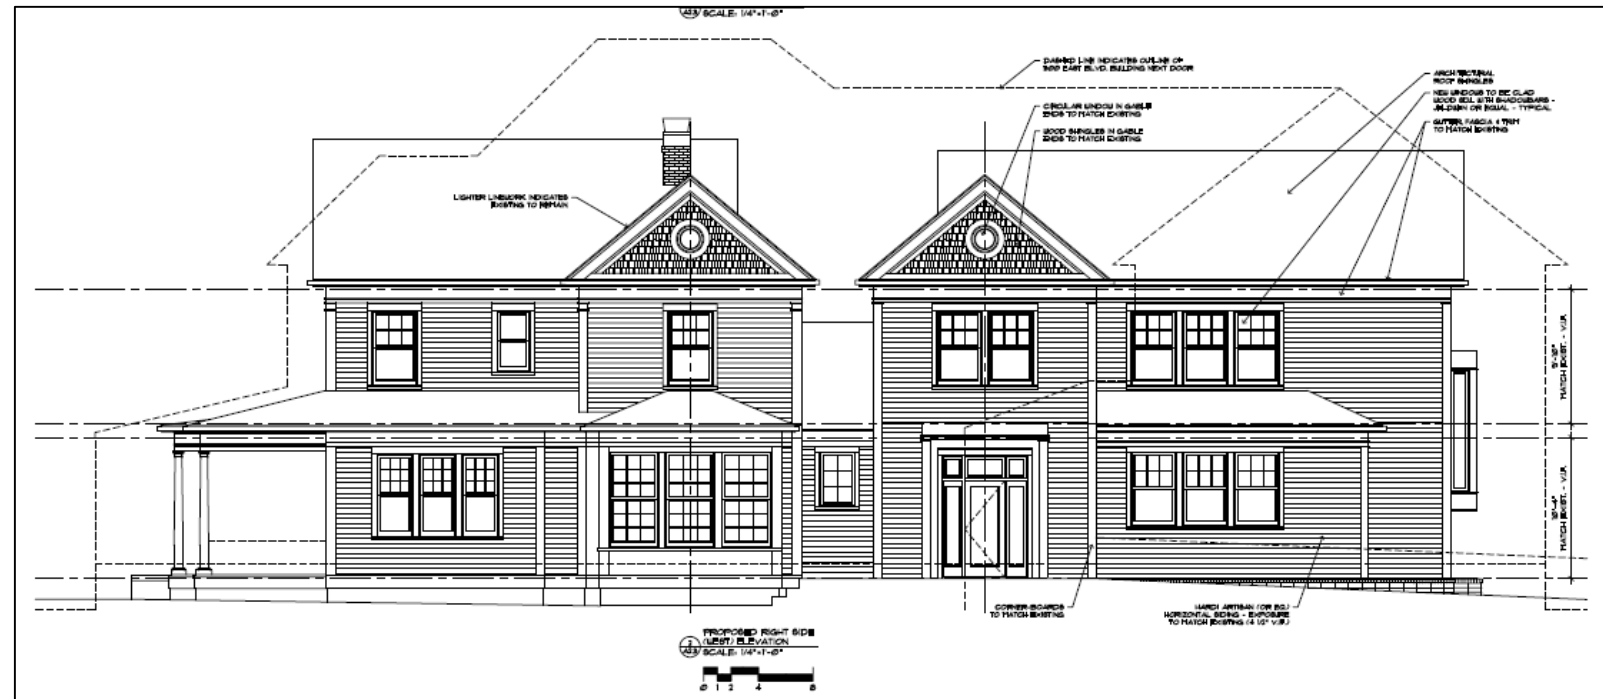 SCALE: 1/4"=1'-0"
DASHED LINE INDICATES OUTLINE OF
EAST BLVD. BUILDING NEXT DOOR
CIRCULAR WINDOW IN GABLE
ENDS TO MATCH EXISTING
WOOD SHINGLES IN GABLE
ENDS TO MATCH EXISTING
ARCHITECTURAL
ROOF SHINGLES
NEW WINDOWS TO BE CLAD
WOOD SDL WITH SHADOWBARS -
OR EQUAL - TYPICAL
GUTTER, FASCIA & TRIM
TO MATCH EXISTING
LIGHTER LINEWORK INDICATES
EXISTING TO REMAIN
MATCH EXIST. - V.I.F.
MATCH EXIST. - V.I.F.
CORNER-BOARDS
TO MATCH EXISTING
HARDI ARTISAN (OR EQ.)
HORIZONTAL SIDING - EXPOSURE
TO MATCH EXISTING (4 1/2" V.I.F.)
2
PROPOSED RIGHT SIDE
(WEST) ELEVATION
SCALE: 1/4"=1'-0"
0 1 2 4 8